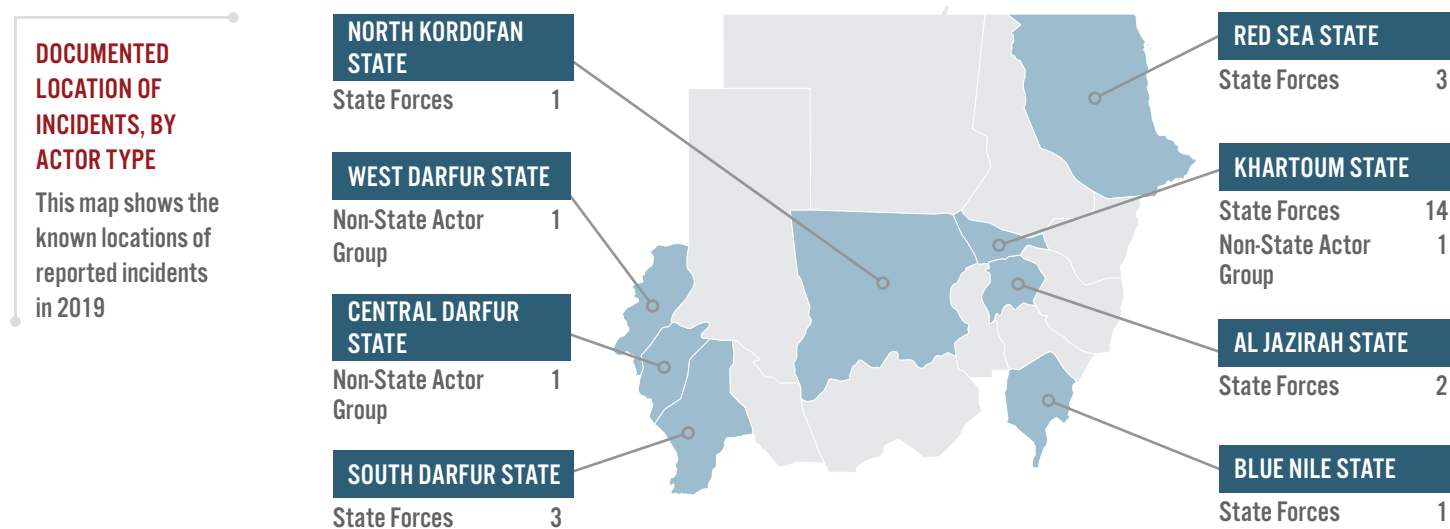 DOCUMENTED
LOCATION OF
INCIDENTS, BY
ACTOR TYPE
This map shows the
known locations of
reported incidents
in 2019
NORTH KORDOFAN
STATE
State Forces 1
WEST DARFUR STATE
Non-State Actor 1
Group
CENTRAL DARFUR
STATE
Non-State Actor 1
Group
SOUTH DARFUR STATE
State Forces 3
RED SEA STATE
State Forces 3
KHARTOUM STATE
State Forces 14
Non-State Actor 1
Group
AL JAZIRAH STATE
State Forces 2
BLUE NILE STATE
State Forces 1